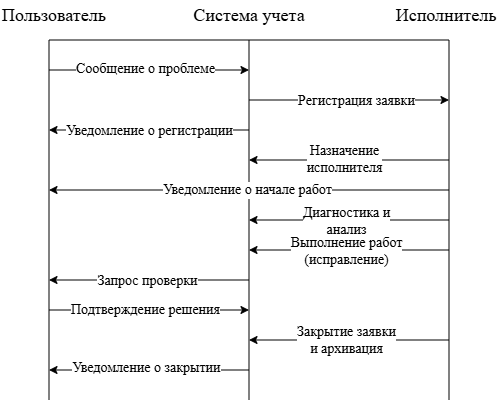 Пользователь
Система учета
Исполнитель
Сообщение о проблеме
Регистрация заявки
Уведомление о регистрации
Назначение
исполнителя
Уведомление о начале работ
Диагностика и
анализ
Выполнение работ
(исправление)
Запрос проверки
Подтверждение решения
Закрытие заявки
и архивация
Уведомление о закрытии